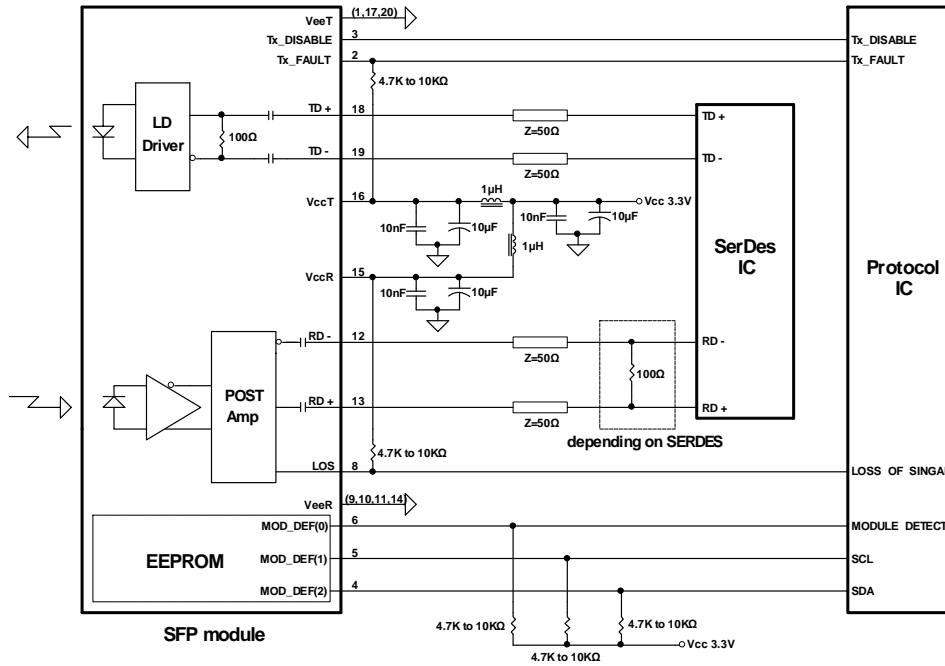 VeeT
(1,17,20)
Tx_DISABLE
3
Tx_DISABLE
Tx_FAULT
2
Tx_FAULT
4.7K to 10KΩ
LD
Driver
100Ω
TD +
18
Z=50Ω
TD +
TD -
19
Z=50Ω
TD -
VccT
16
1µH
Vcc 3.3V
10nF
10µF
10nF
10µF
1µH
SerDes
IC
Protocol
IC
VccR
15
10nF
10µF
POST
Amp
RD -
12
Z=50Ω
RD -
100Ω
RD +
13
Z=50Ω
RD +
depending on SERDES
4.7K to 10KΩ
LOS
8
LOSS OF SINGAL
VeeR
(9,10,11,14)
EEPROM
MOD_DEF(0)
6
MODULE DETECT
MOD_DEF(1)
5
SCL
MOD_DEF(2)
4
SDA
4.7K to 10KΩ
4.7K to 10KΩ
4.7K to 10KΩ
Vcc 3.3V
SFP module